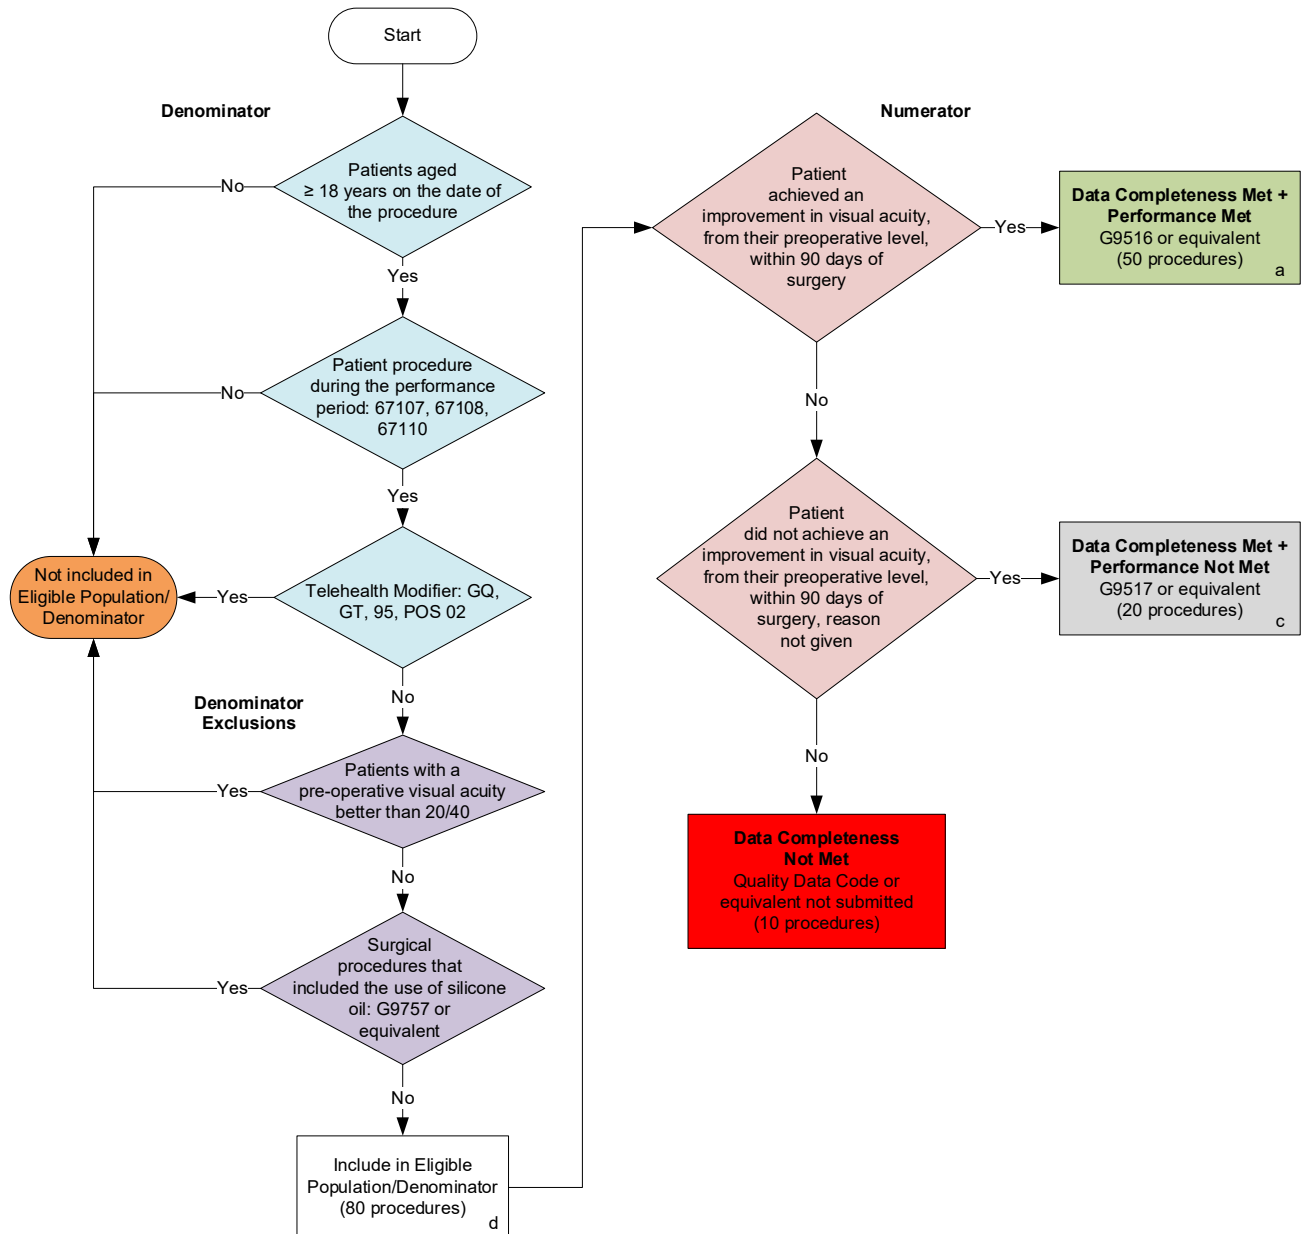 Start
Denominator
Patients aged
≥ 18 years on the date of
the procedure
No
Yes
Patient procedure
during the performance
period: 67107, 67108,
67110
No
Yes
Telehealth Modifier: GQ,
GT, 95, POS 02
Yes
Not included in
Eligible Population/
Denominator
No
Denominator
Exclusions
Patients with a
pre-operative visual acuity
better than 20/40
Yes
No
Surgical
procedures that
included the use of silicone
oil: G9757 or
equivalent
Yes
No
Include in Eligible
Population/Denominator
(80 procedures)
d
Numerator
Patient
achieved an
improvement in visual acuity,
from their preoperative level,
within 90 days of
surgery
Yes
Data Completeness Met +
Performance Met
G9516 or equivalent
(50 procedures)
a
No
Patient
did not achieve an
improvement in visual acuity,
from their preoperative level,
within 90 days of
surgery, reason
not given
Yes
Data Completeness Met +
Performance Not Met
G9517 or equivalent
(20 procedures)
c
No
Data Completeness
Not Met
Quality Data Code or
equivalent not submitted
(10 procedures)